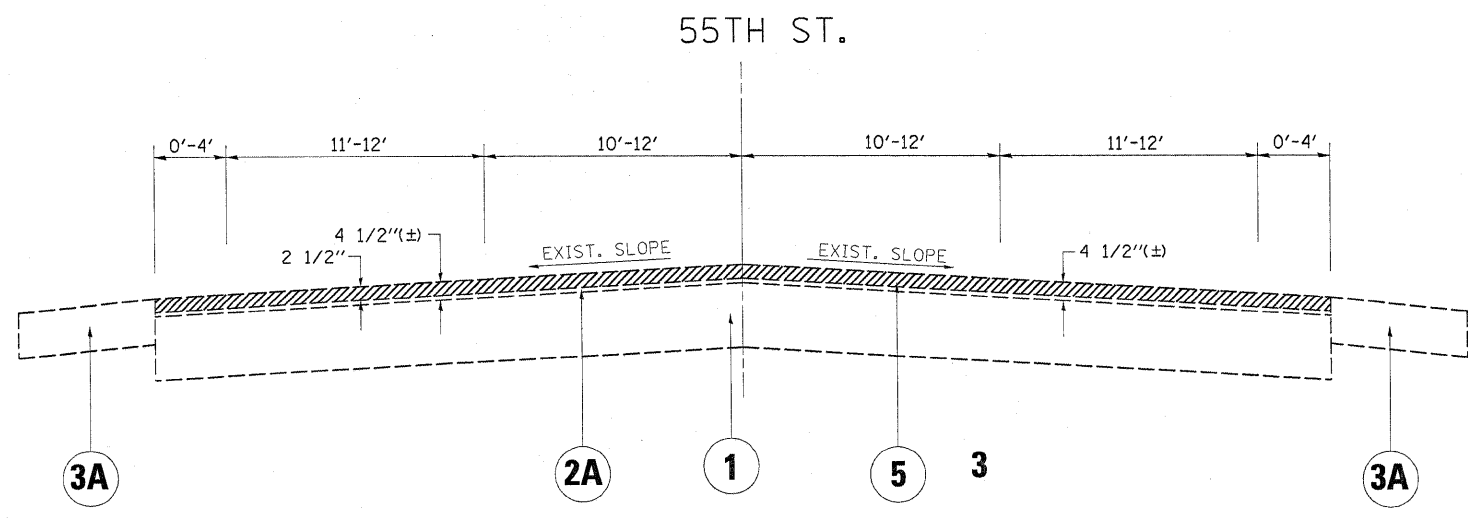 55TH ST.
0'-4' 11'-12' 10'-12' 10'-12' 11'-12' 0'-4'
4 1/2"(±)
2 1/2"
EXIST. SLOPE EXIST. SLOPE
4 1/2"(±)
3A 2A 1 5 3 3A